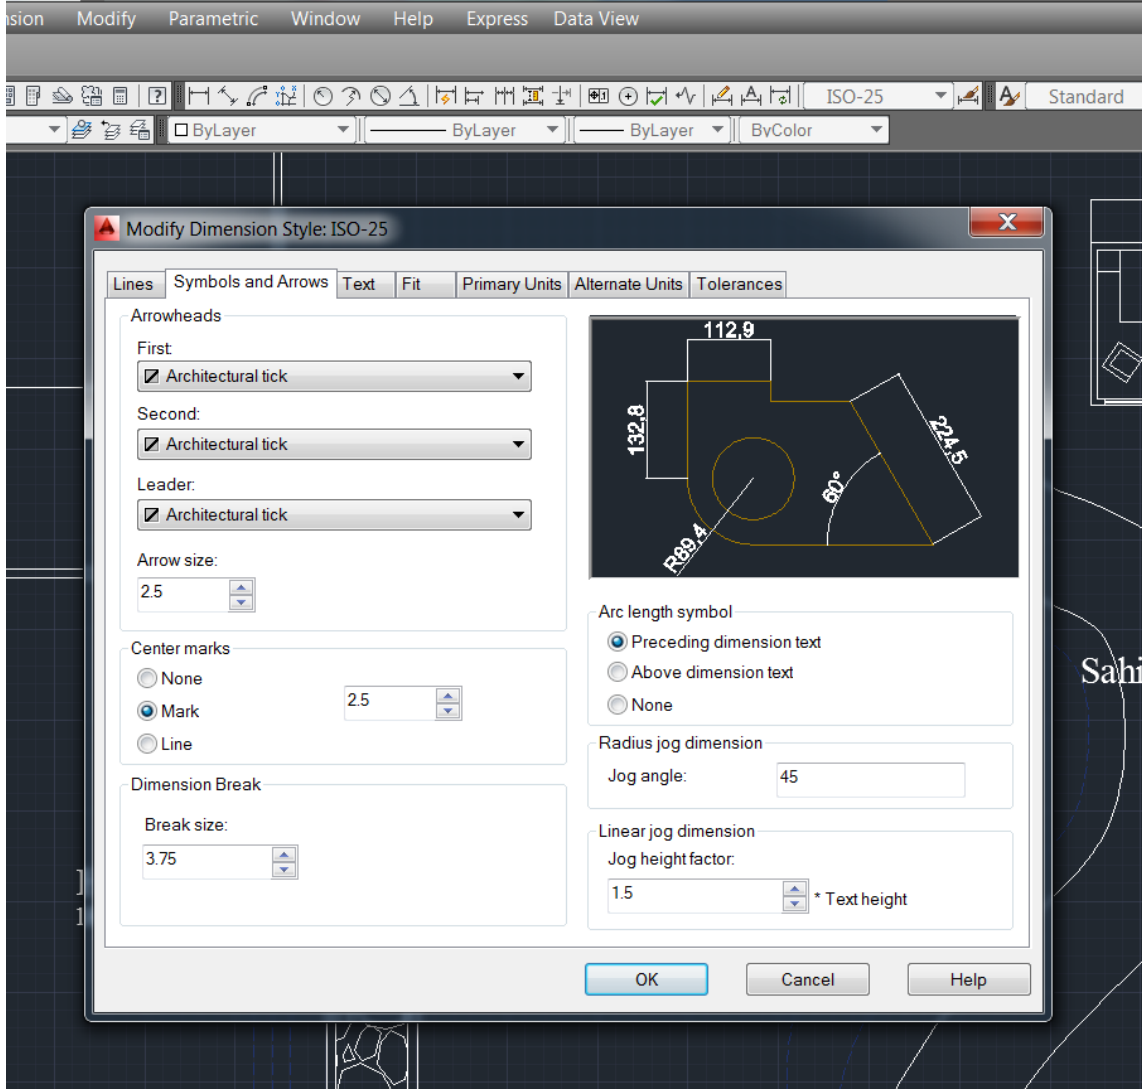 nsion Modify Parametric Window Help Express Data View
ISO-25 Standard
ByLayer ByLayer ByLayer ByColor
Modify Dimension Style: ISO-25
Lines Symbols and Arrows Text Fit Primary Units Alternate Units Tolerances
Arrowheads
First:
Architectural tick
Second:
Architectural tick
Leader:
Architectural tick
Arrow size:
2.5
Center marks
None
Mark
2.5
Line
Dimension Break
Break size:
3.75
112,9
132,8
224,5
60°
R89,4
Arc length symbol
Preceding dimension text
Above dimension text
None
Radius jog dimension
Jog angle:
45
Linear jog dimension
Jog height factor:
1.5
* Text height
OK Cancel Help
Sahi